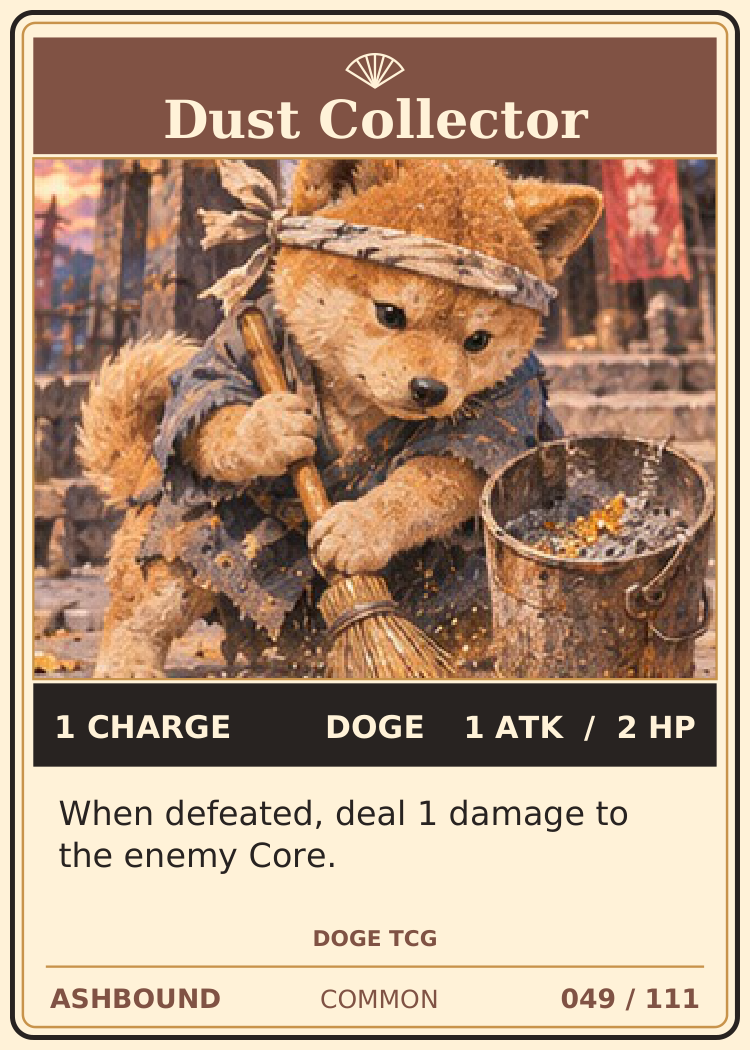 Dust Collector
1 CHARGE DOGE 1 ATK / 2 HP
When defeated, deal 1 damage to
the enemy Core.
DOGE TCG
ASHBOUND COMMON 049 / 111